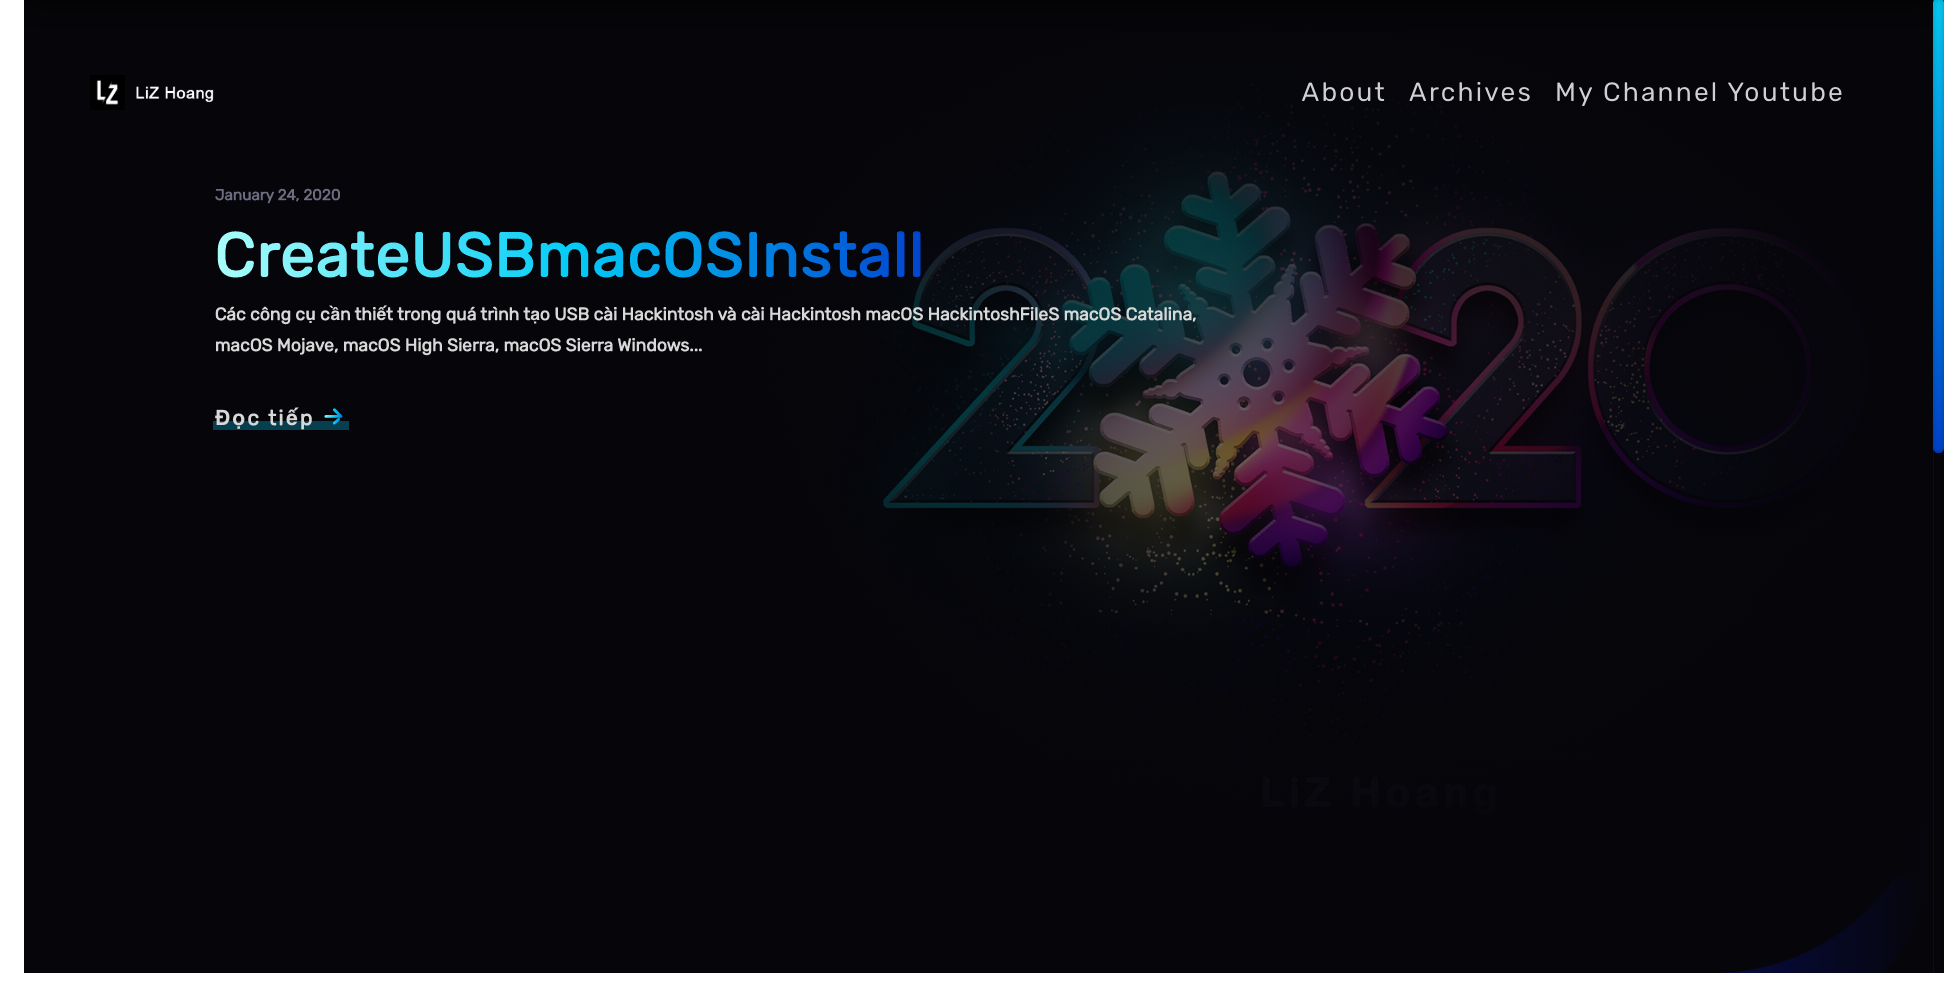 LZ LiZ Hoang
About Archives My Channel Youtube
January 24, 2020
CreateUSBmacOSInstall
Các công cụ cần thiết trong quá trình tạo USB cài Hackintosh và cài Hackintosh macOS HackintoshFileS macOS Catalina,
macOS Mojave, macOS High Sierra, macOS Sierra Windows...
Đọc tiếp →
2020
LiZ Hoang